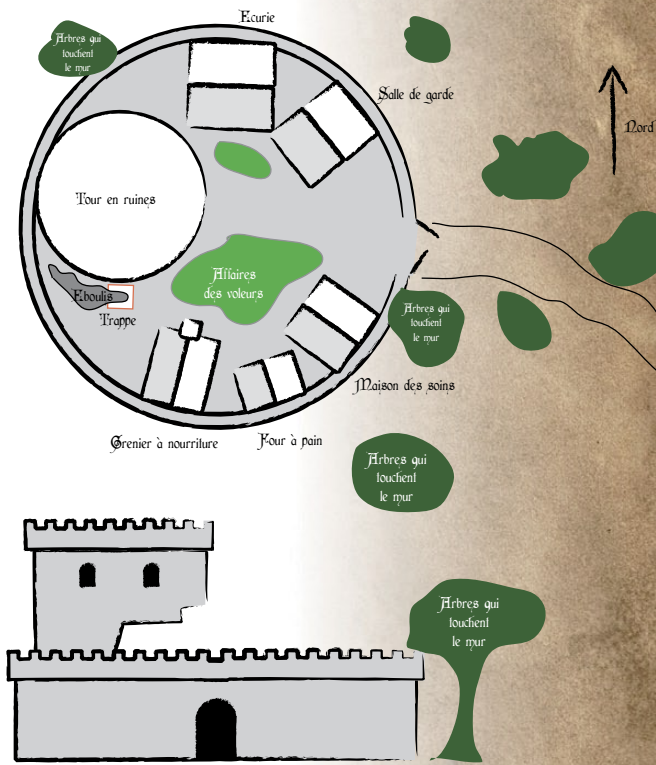 Ecurie
Arbres qui
touchent
le mur
Salle de garde
Nord
Tour en ruines
Affaires
des voleurs
Eboulis
Trappe
Arbres qui
touchent
le mur
Maison des soins
Grenier à nourriture
Four à pain
Arbres qui
touchent
le mur
Arbres qui
touchent
le mur